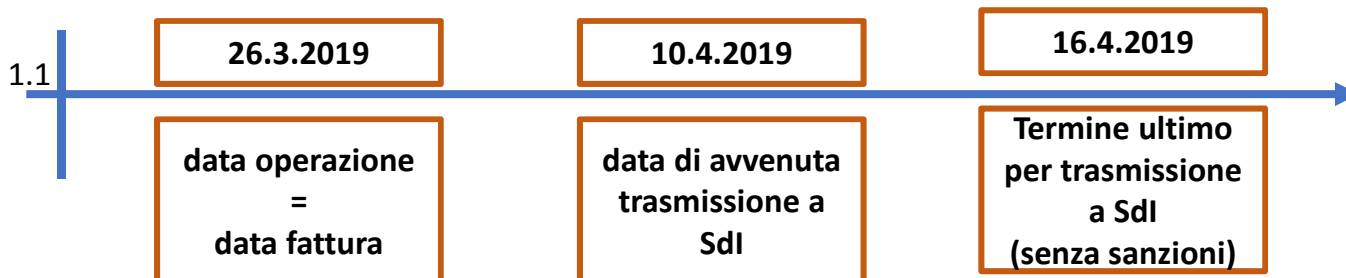 1.1
26.3.2019
10.4.2019
16.4.2019
data operazione
=
data fattura
data di avvenuta
trasmissione a
SdI
Termine ultimo
per trasmissione
a SdI
(senza sanzioni)